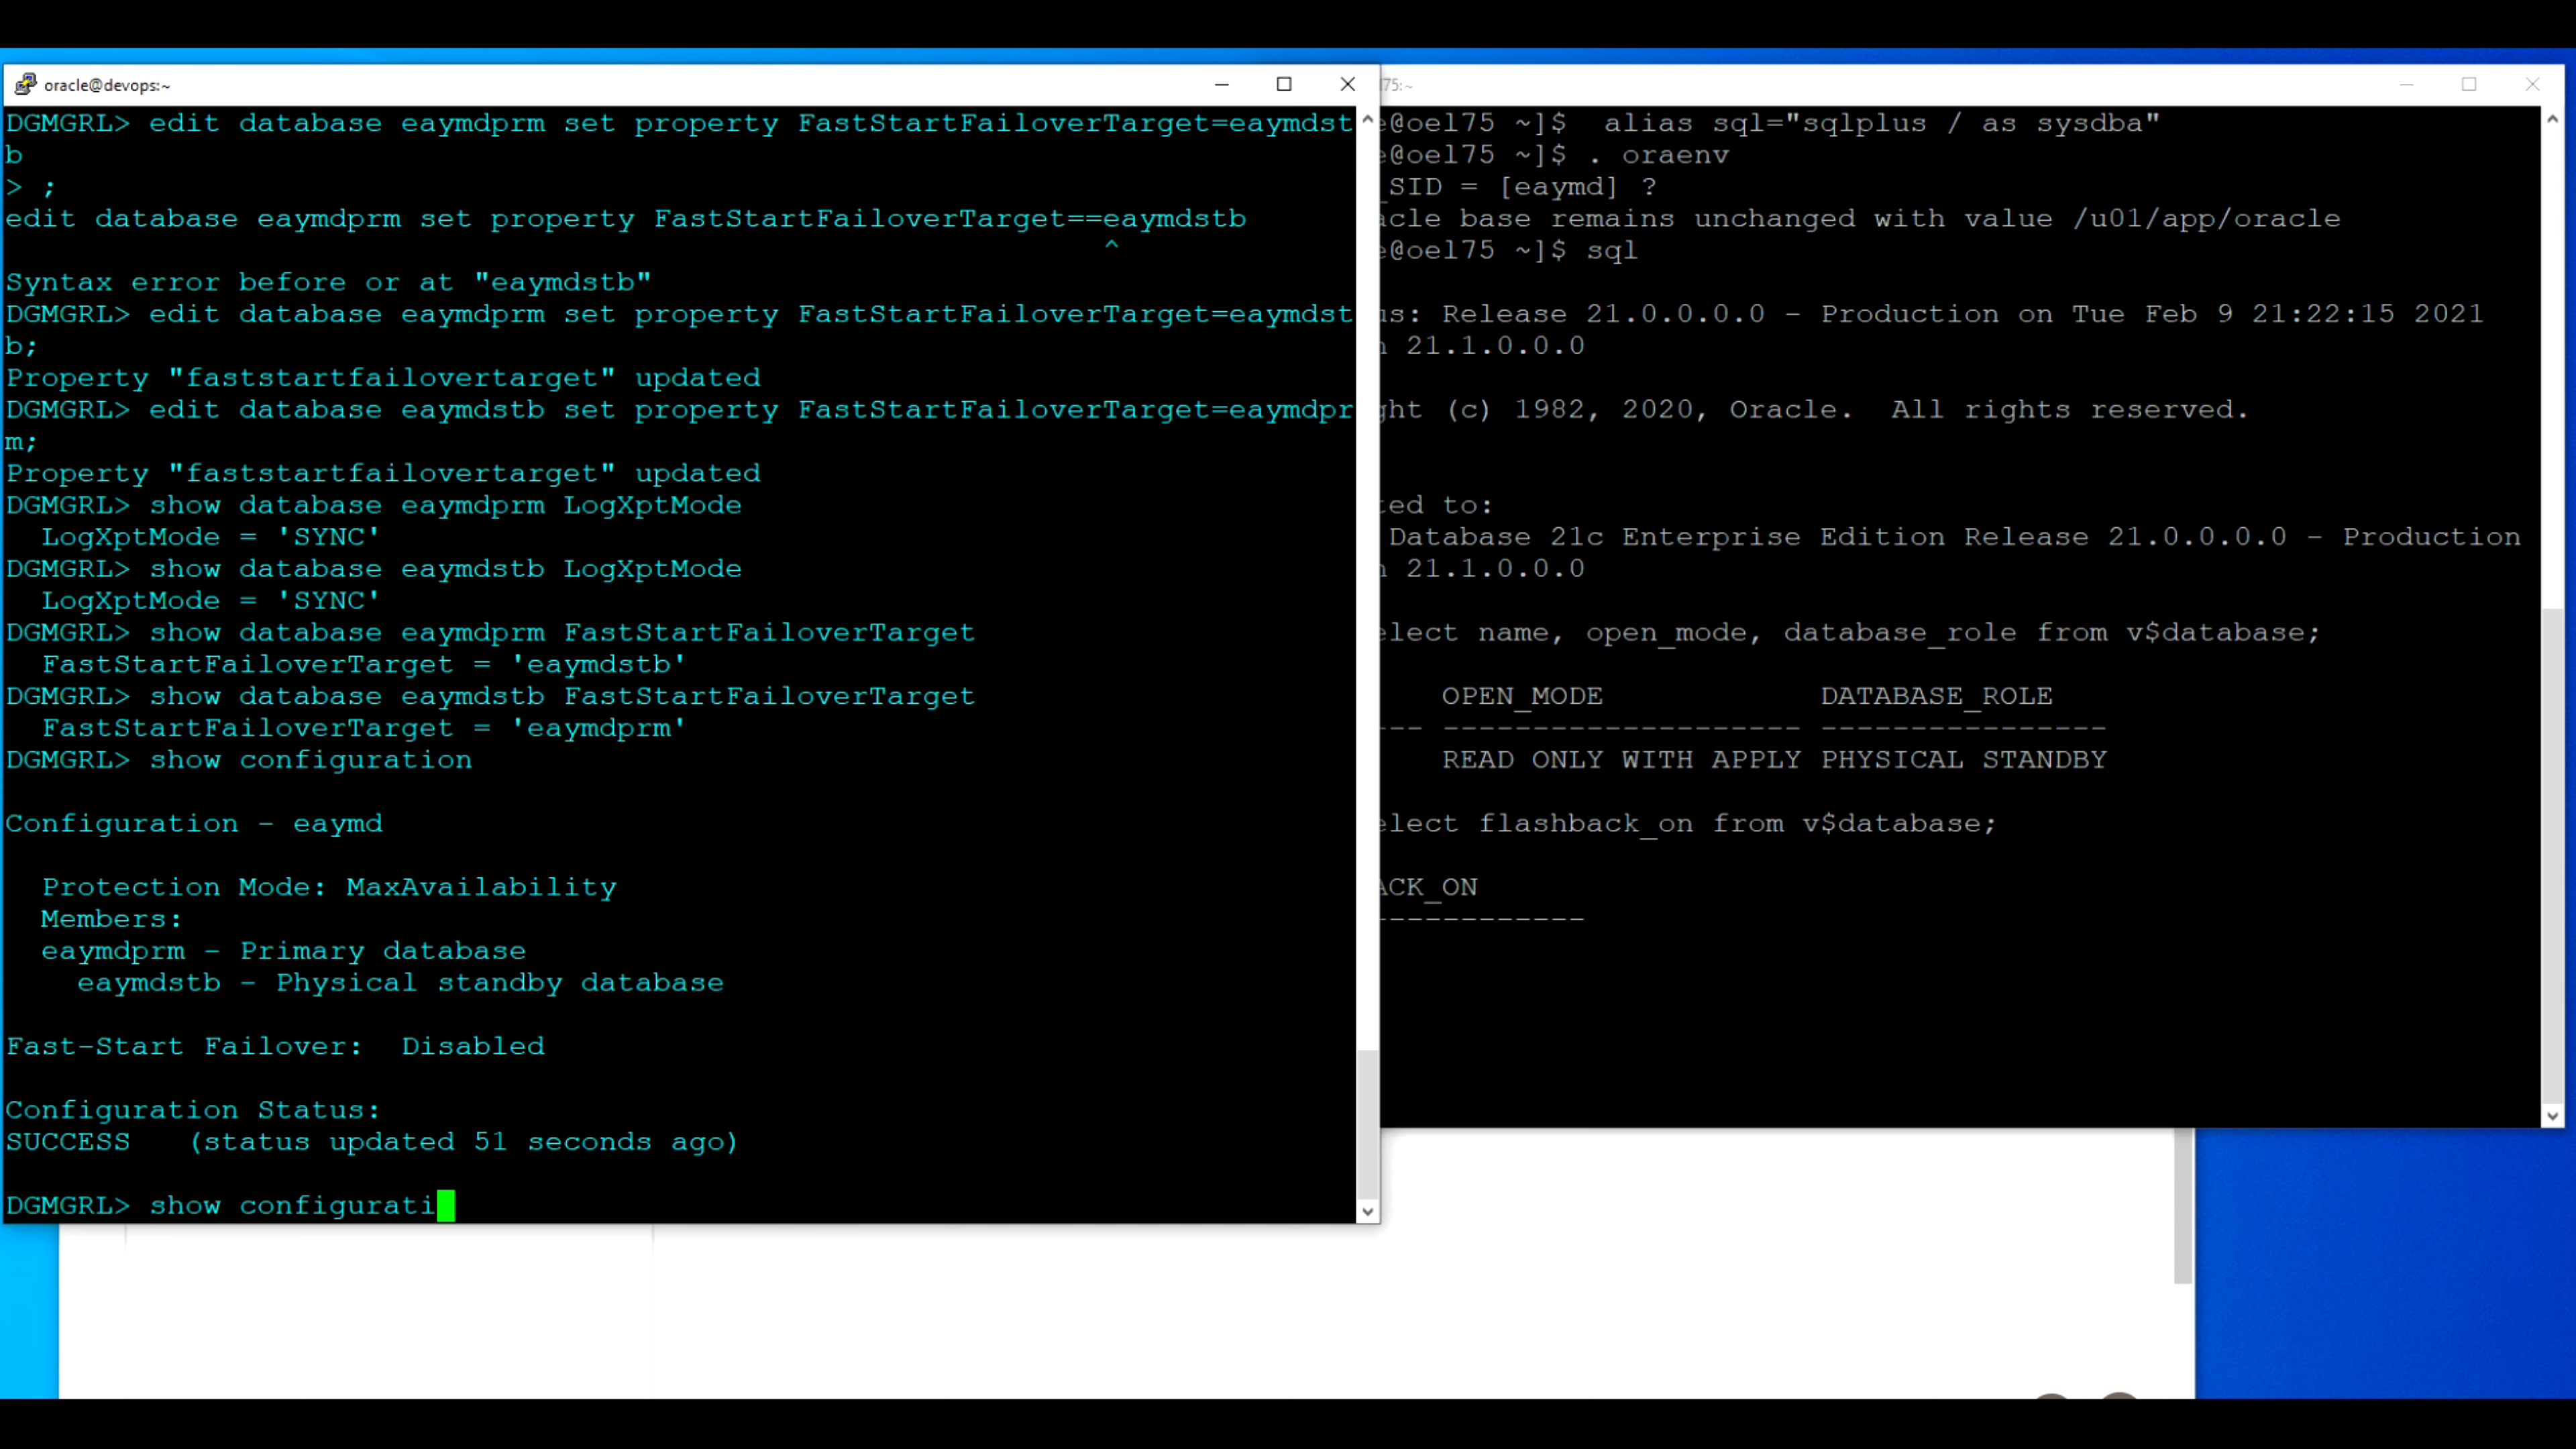 oracle@devops:~
DGMGRL> edit database eaymdprm set property FastStartFailoverTarget=eaymdst
b
> ;
edit database eaymdprm set property FastStartFailoverTarget==eaymdstb
^
Syntax error before or at "eaymdstb"
DGMGRL> edit database eaymdprm set property FastStartFailoverTarget=eaymdst
b;
Property "faststartfailovertarget" updated
DGMGRL> edit database eaymdstb set property FastStartFailoverTarget=eaymdpr
m;
Property "faststartfailovertarget" updated
DGMGRL> show database eaymdprm LogXptMode
LogXptMode = 'SYNC'
DGMGRL> show database eaymdstb LogXptMode
LogXptMode = 'SYNC'
DGMGRL> show database eaymdprm FastStartFailoverTarget
FastStartFailoverTarget = 'eaymdstb'
DGMGRL> show database eaymdstb FastStartFailoverTarget
FastStartFailoverTarget = 'eaymdprm'
DGMGRL> show configuration
Configuration - eaymd
Protection Mode: MaxAvailability
Members:
eaymdprm - Primary database
eaymdstb - Physical standby database
Fast-Start Failover:  Disabled
Configuration Status:
SUCCESS   (status updated 51 seconds ago)
DGMGRL> show configurati
l75:~
e@oel75 ~]$  alias sql="sqlplus / as sysdba"
e@oel75 ~]$ . oraenv
_SID = [eaymd] ?
acle base remains unchanged with value /u01/app/oracle
e@oel75 ~]$ sql
us: Release 21.0.0.0.0 - Production on Tue Feb 9 21:22:15 2021
n 21.1.0.0.0
ght (c) 1982, 2020, Oracle.  All rights reserved.
ted to:
Database 21c Enterprise Edition Release 21.0.0.0.0 - Production
n 21.1.0.0.0
elect name, open_mode, database_role from v$database;
OPEN_MODE            DATABASE_ROLE
--- -------------------- ----------------
READ ONLY WITH APPLY PHYSICAL STANDBY
elect flashback_on from v$database;
ACK_ON
------------